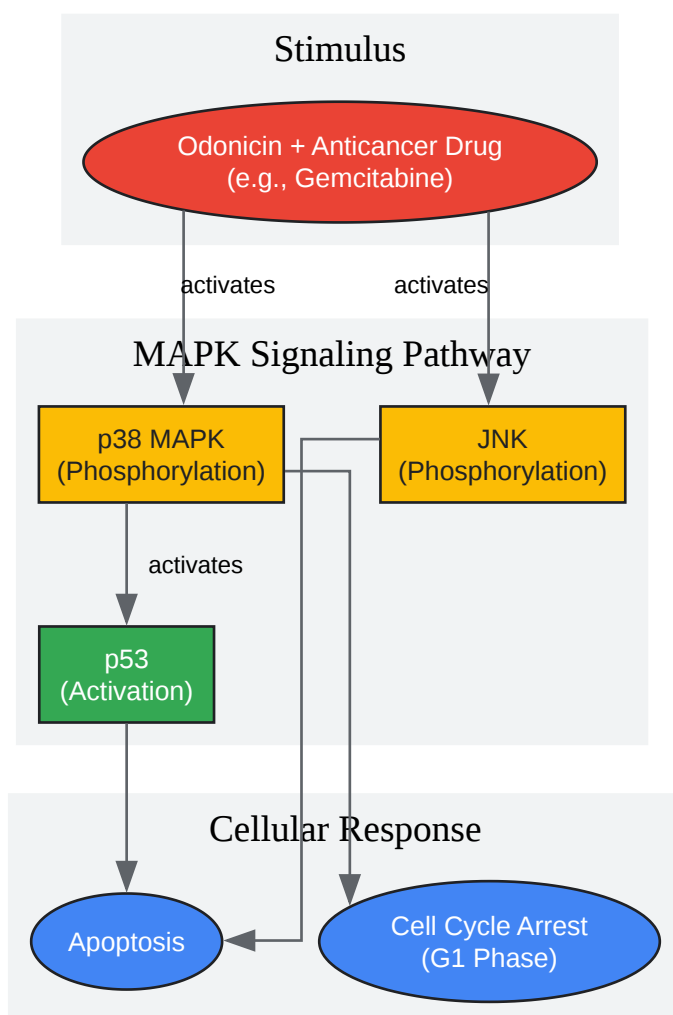 Stimulus
Odonicin + Anticancer Drug
(e.g., Gemcitabine)
activates
activates
MAPK Signaling Pathway
p38 MAPK
(Phosphorylation)
JNK
(Phosphorylation)
activates
p53
(Activation)
Cellular Response
Apoptosis
Cell Cycle Arrest
(G1 Phase)